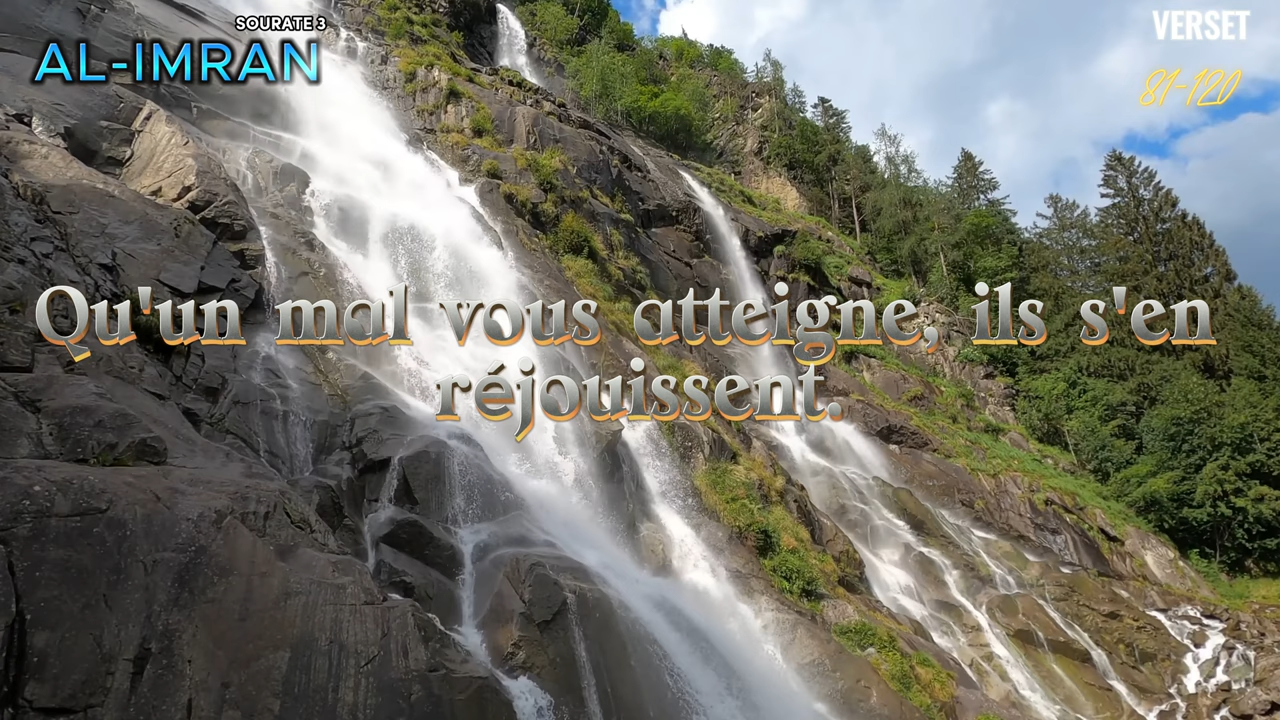 SOURATE 3
AL-IMRAN
VERSET
81-120
Qu'un mal vous atteigne, ils s'en
réjouissent.